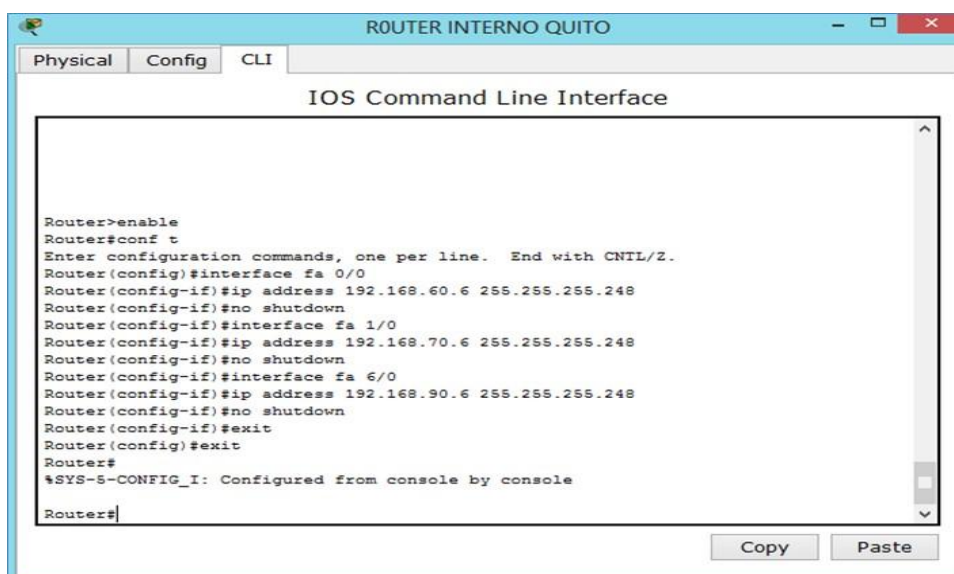 R0UTER INTERNO QUITO
Physical Config CLI
IOS Command Line Interface
Router>enable
Router#conf t
Enter configuration commands, one per line.  End with CNTL/Z.
Router(config)#interface fa 0/0
Router(config-if)#ip address 192.168.60.6 255.255.255.248
Router(config-if)#no shutdown
Router(config-if)#interface fa 1/0
Router(config-if)#ip address 192.168.70.6 255.255.255.248
Router(config-if)#no shutdown
Router(config-if)#interface fa 6/0
Router(config-if)#ip address 192.168.90.6 255.255.255.248
Router(config-if)#no shutdown
Router(config-if)#exit
Router(config)#exit
Router#
%SYS-5-CONFIG_I: Configured from console by console
Router#
Copy Paste